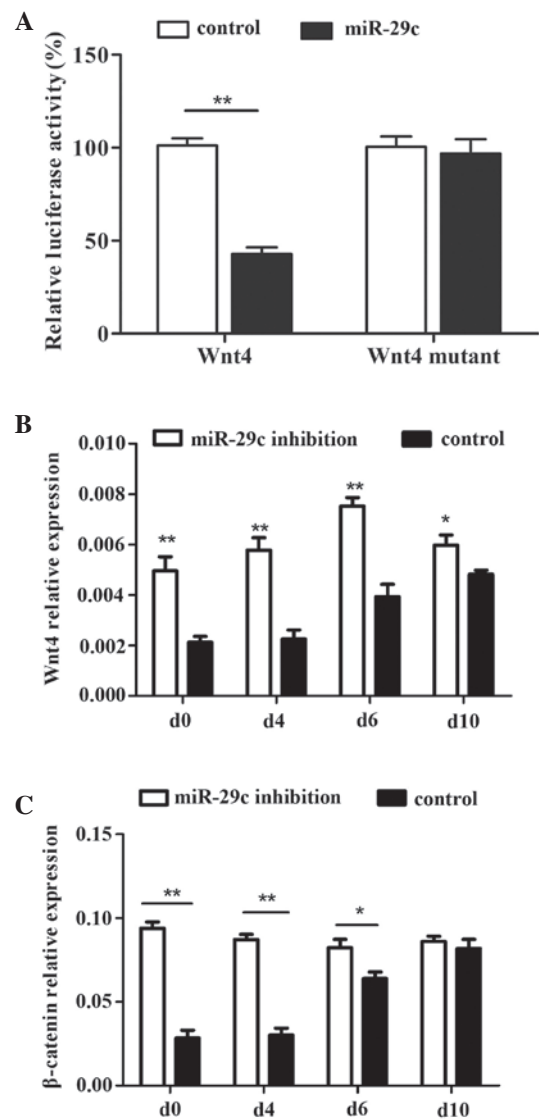 A
control miR-29c
Relative luciferase activity (%)
150
100
50
0
**
Wnt4 Wnt4 mutant
B
miR-29c inhibition control
Wnt4 relative expression
0.010
0.008
0.006
0.004
0.002
0.000
** ** ** *
d0 d4 d6 d10
C
miR-29c inhibition control
β-catenin relative expression
0.15
0.10
0.05
0.00
** ** *
d0 d4 d6 d10